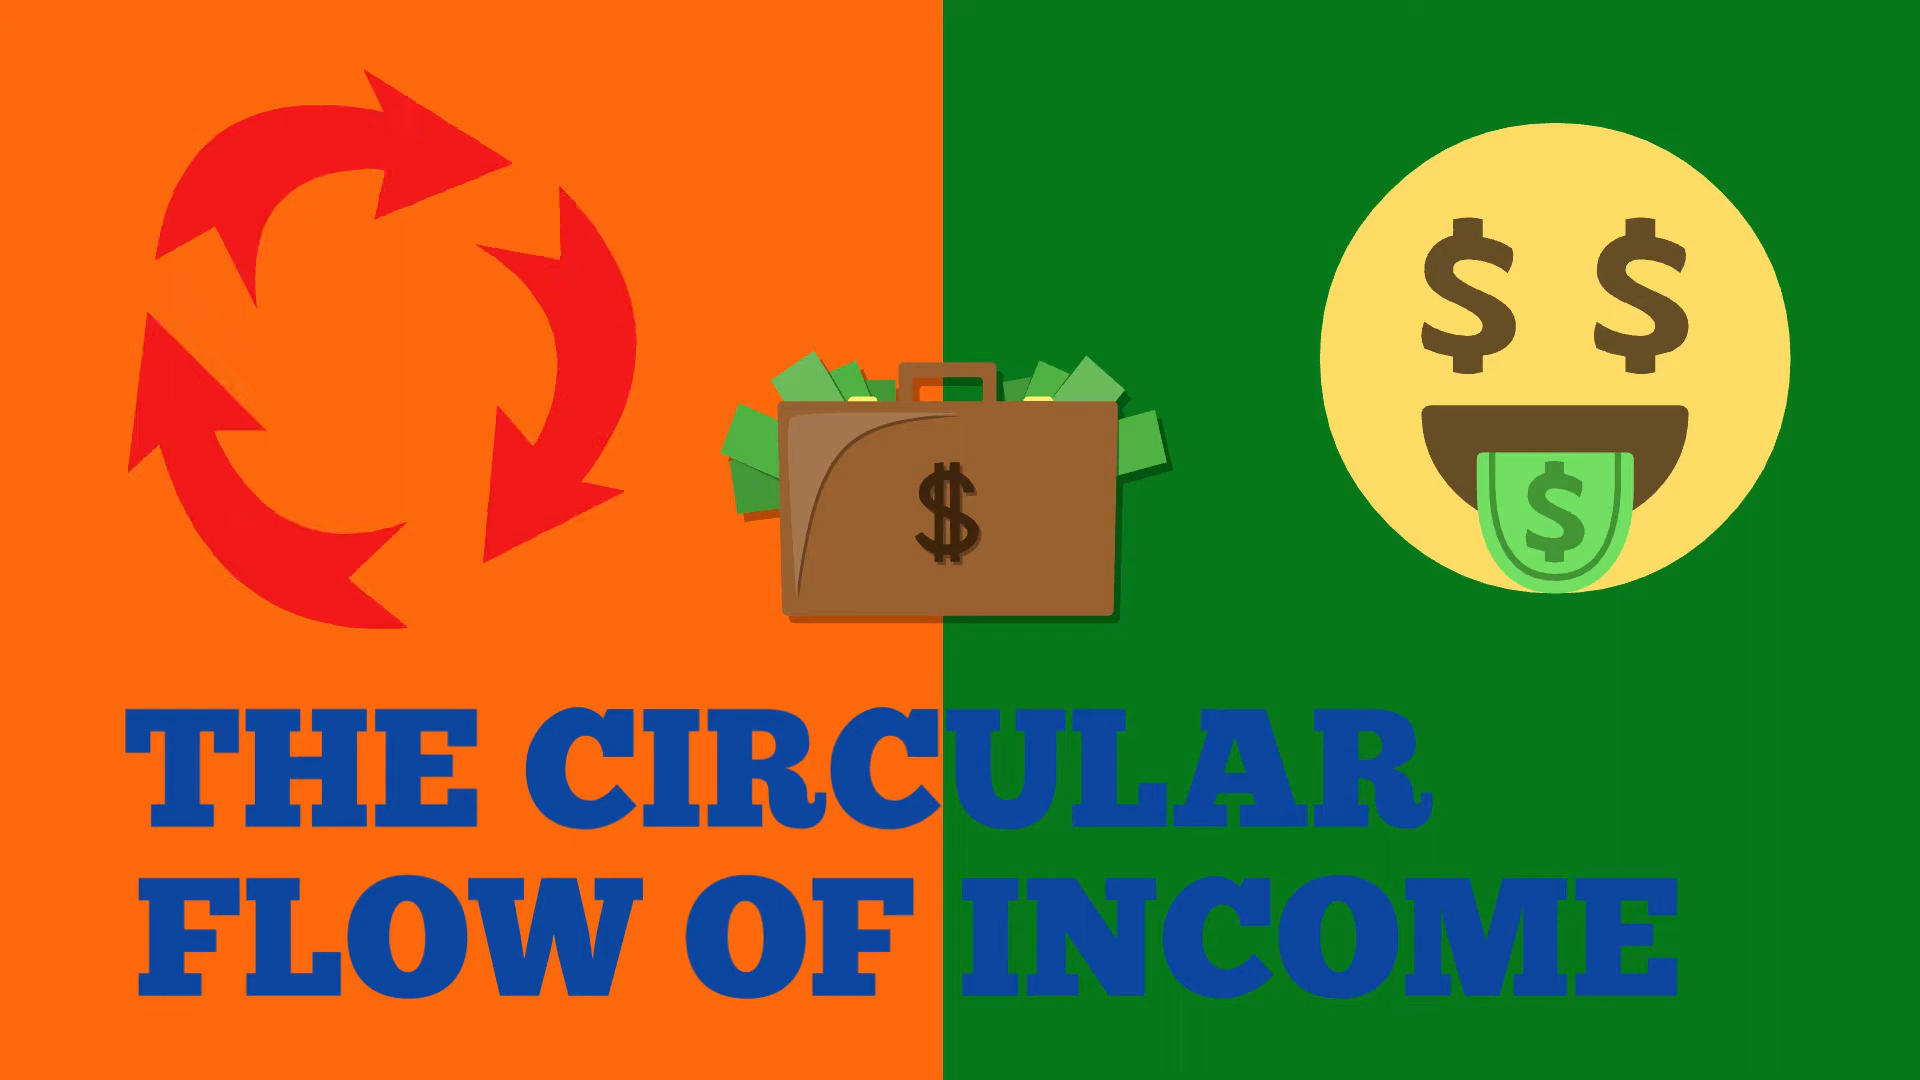 $ $
$
$
THE CIRCULAR
FLOW OF INCOME